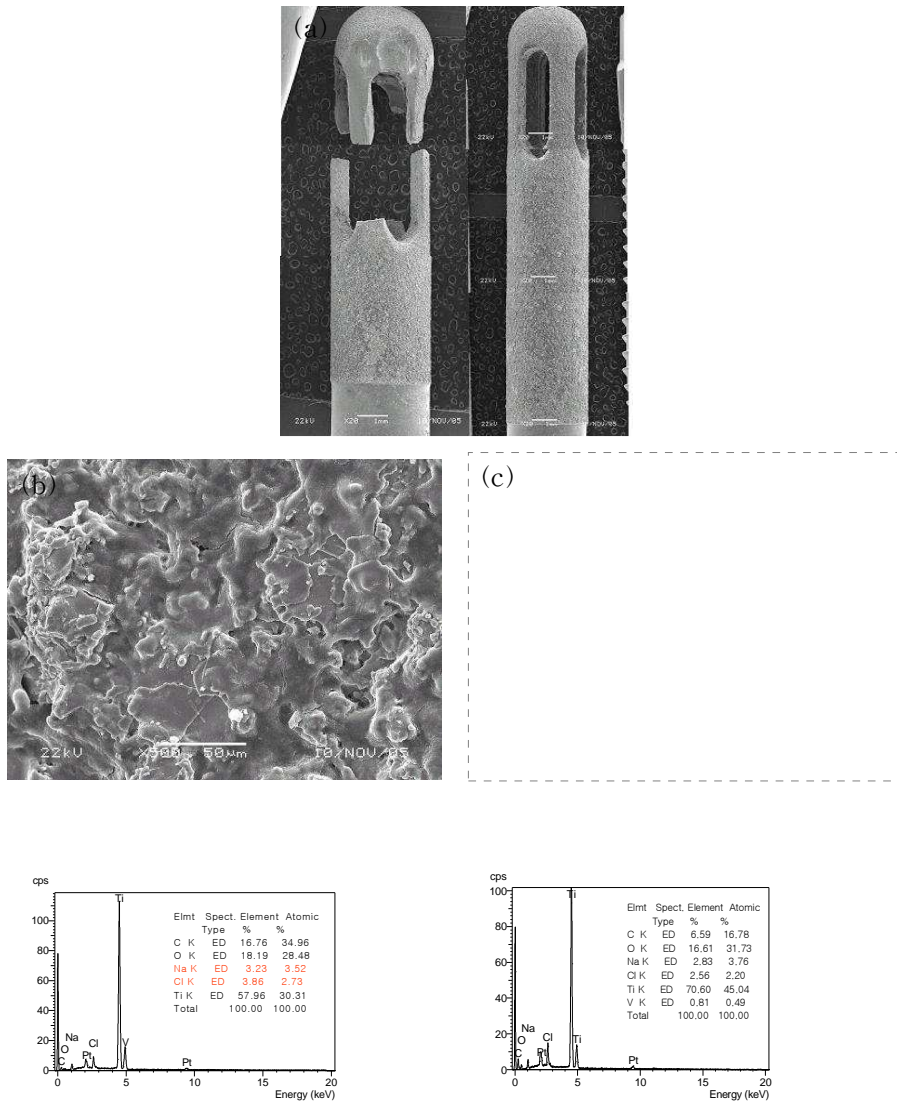 (a)
22kV X20 1mm 10/NOV/05
22kV X20 1mm 10/NOV/05
22kV X20 1mm 10/NOV/05
22kV X20 1mm 10/NOV/05
(b)
22kV X500 50μm 10/NOV/05
(c)
cps
Elmt Spect. Element Atomic
Type % %
C K ED 16.76 34.96
O K ED 18.19 28.48
Na K ED 3.23 3.52
Cl K ED 3.86 2.73
Ti K ED 57.96 30.31
Total 100.00 100.00
Ti
100
80
60
40
20
0
Na
O
C
Pt
Cl
V
Pt
0 5 10 15 20
Energy (keV)
cps
Elmt Spect. Element Atomic
Type % %
C K ED 6.59 16.78
O K ED 16.61 31.73
Na K ED 2.83 3.76
Cl K ED 2.56 2.20
Ti K ED 70.60 45.04
V K ED 0.81 0.49
Total 100.00 100.00
Ti
100
80
60
40
20
0
Na
O
C
Pt
Cl
Ti
Pt
0 5 10 15 20
Energy (keV)